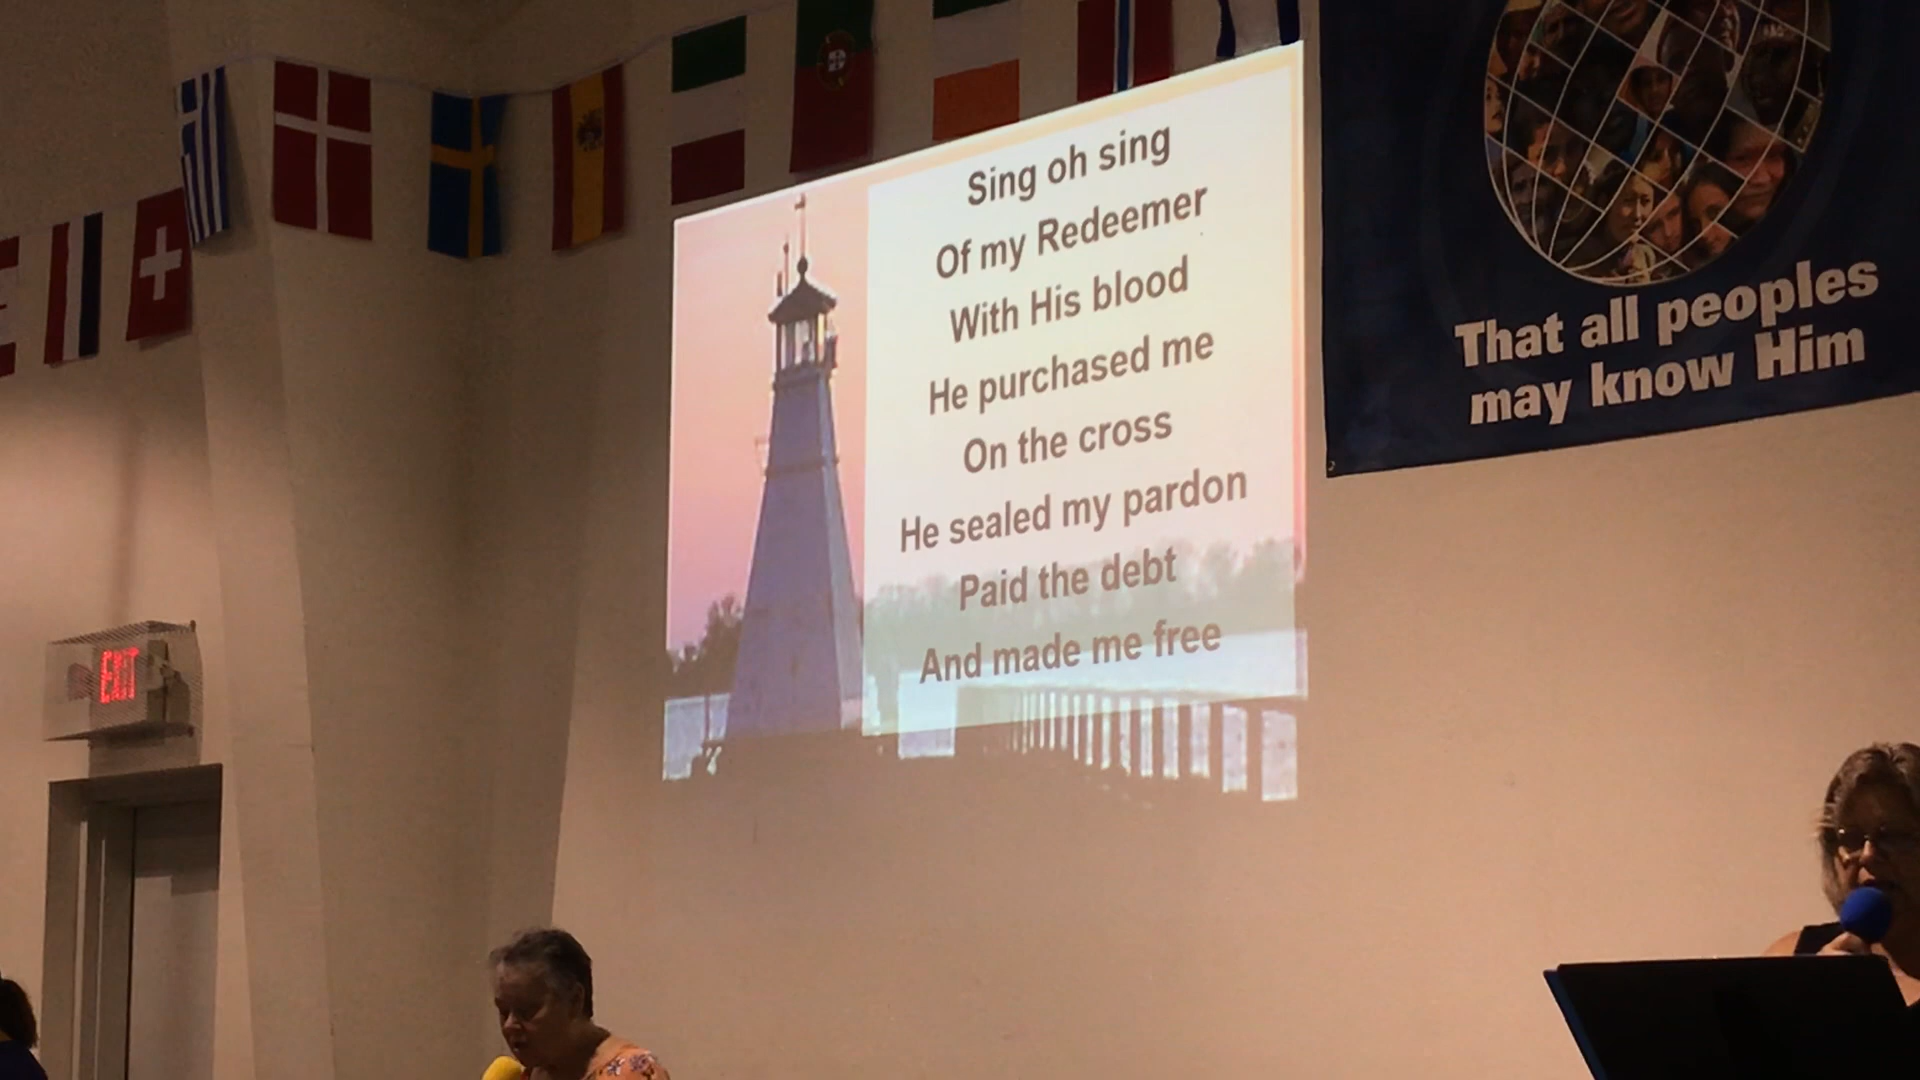 Sing oh sing
Of my Redeemer
With His blood
He purchased me
On the cross
He sealed my pardon
Paid the debt
And made me free
That all peoples
may know Him
EXIT